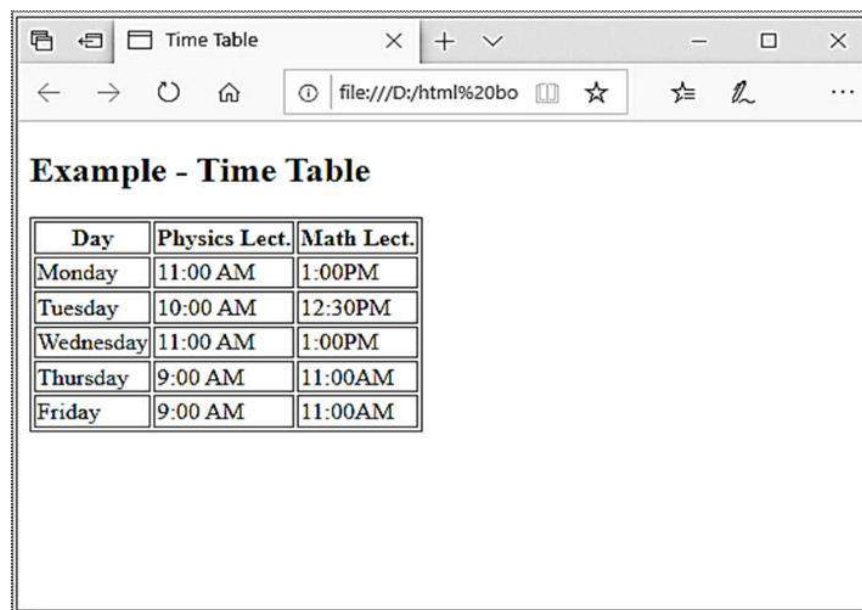 Time Table
file:///D:/html%20bo
Example - Time Table
Day Physics Lect. Math Lect.
Monday 11:00 AM 1:00PM
Tuesday 10:00 AM 12:30PM
Wednesday 11:00 AM 1:00PM
Thursday 9:00 AM 11:00AM
Friday 9:00 AM 11:00AM